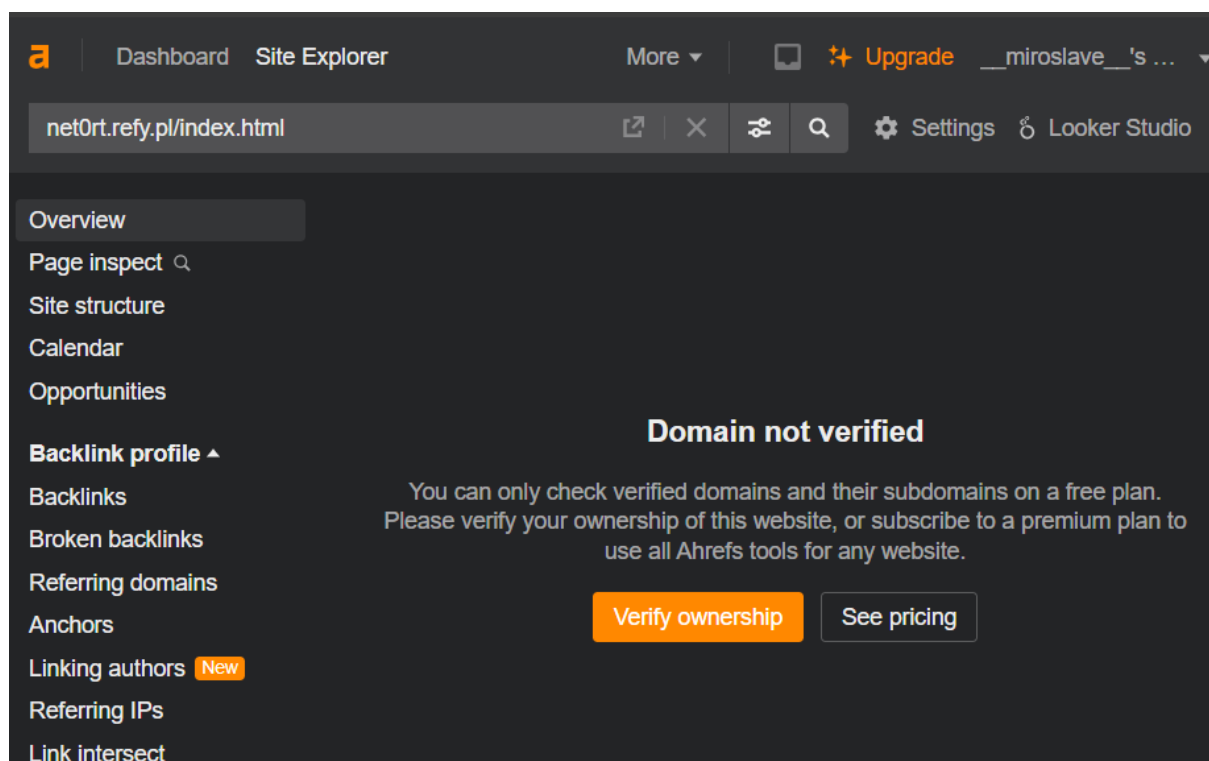 a Dashboard Site Explorer More Upgrade __miroslave__'s ...
net0rt.refy.pl/index.html Settings Looker Studio
Overview
Page inspect
Site structure
Calendar
Opportunities
Backlink profile
Backlinks
Broken backlinks
Referring domains
Anchors
Linking authors New
Referring IPs
Link intersect
Domain not verified
You can only check verified domains and their subdomains on a free plan.
Please verify your ownership of this website, or subscribe to a premium plan to
use all Ahrefs tools for any website.
Verify ownership See pricing